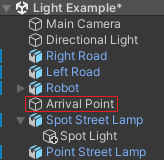 Light Example*
Main Camera
Directional Light
Right Road
Left Road
Robot
Arrival Point
Spot Street Lamp
Spot Light
Point Street Lamp